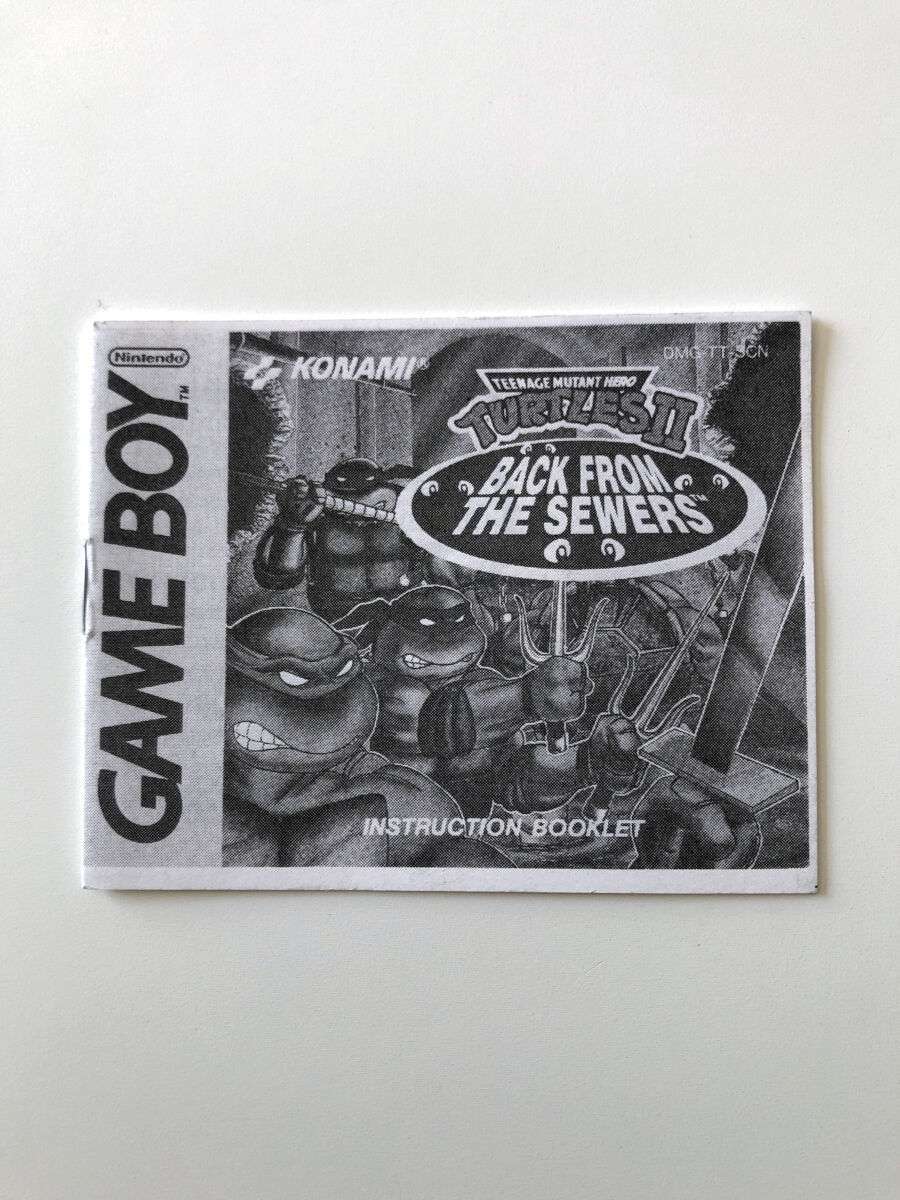 Nintendo
GAME BOY™
KONAMI®
DMG-TT-SCN
TEENAGE MUTANT HERO
TURTLES II
BACK FROM
THE SEWERS™
INSTRUCTION BOOKLET